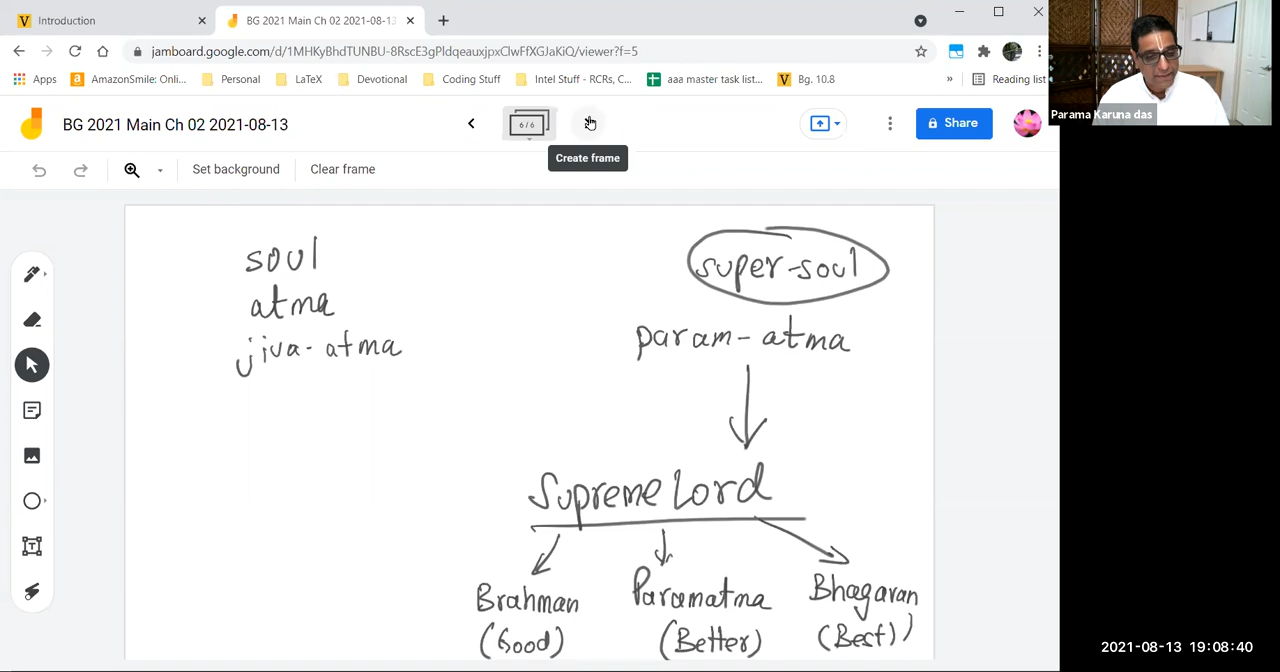 Introduction
BG 2021 Main Ch 02 2021-08-13
jamboard.google.com/d/1MHKyBhdTUNBU-8RscE3gPldqeauxjpxClwFfXGJaKiQ/viewer?f=5
Apps AmazonSmile: Onli... Personal LaTeX Devotional Coding Stuff Intel Stuff - RCRs, C... aaa master task list... Bg. 10.8 » Reading list
Parama Karuna das
BG 2021 Main Ch 02 2021-08-13
6/6
Share
Create frame
Set background Clear frame
soul super-soul
atma
jiva-atma param-atma
Supreme Lord
Brahman Paramatma Bhagavan
(Good) (Better) (Best)
2021-08-13 19:08:40